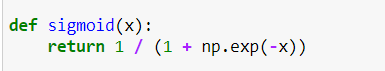 def sigmoid(x):
    return 1 / (1 + np.exp(-x))